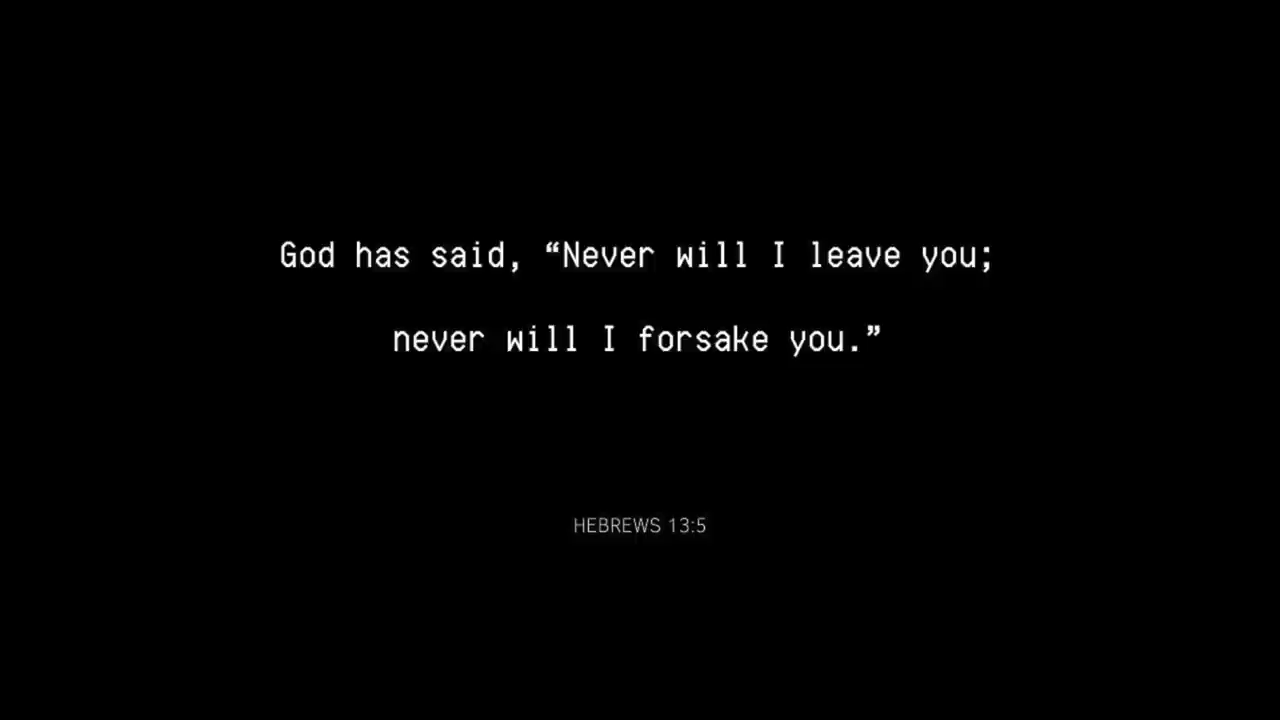 God has said, “Never will I leave you;
never will I forsake you.”
HEBREWS 13:5